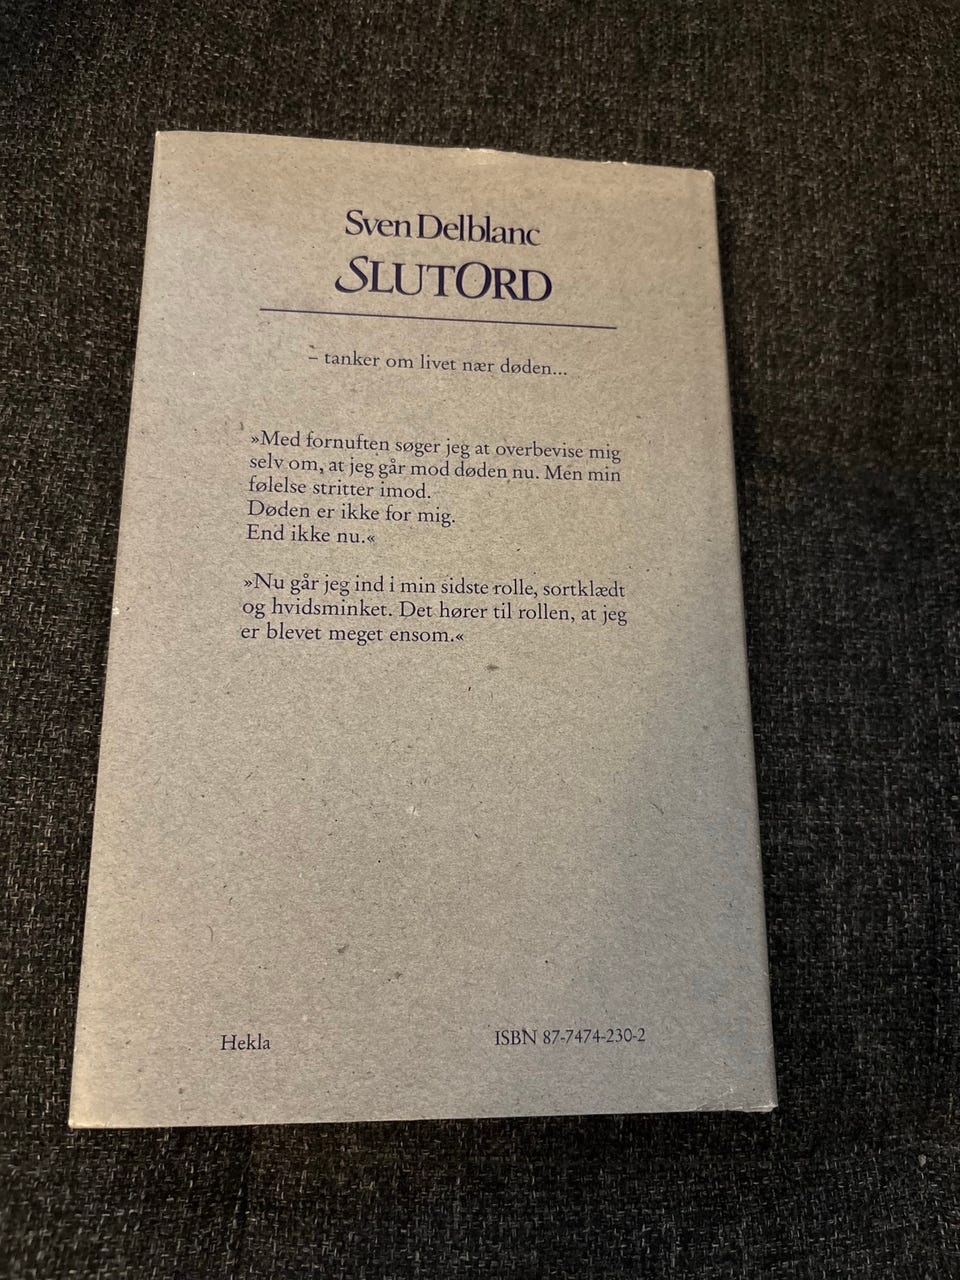 Sven Delblanc
SLUTORD
– tanker om livet nær døden...
»Med fornuften søger jeg at overbevise mig
selv om, at jeg går mod døden nu. Men min
følelse stritter imod.
Døden er ikke for mig.
End ikke nu.«
»Nu går jeg ind i min sidste rolle, sortklædt
og hvidsminket. Det hører til rollen, at jeg
er blevet meget ensom.«
Hekla
ISBN 87-7474-230-2